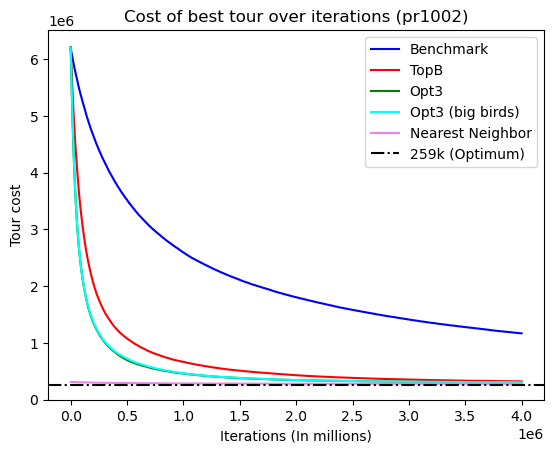 Cost of best tour over iterations (pr1002)
1e6
Benchmark
TopB
Opt3
Opt3 (big birds)
Nearest Neighbor
259k (Optimum)
Tour cost
6
5
4
3
2
1
0
0.0 0.5 1.0 1.5 2.0 2.5 3.0 3.5 4.0
Iterations (In millions)
1e6